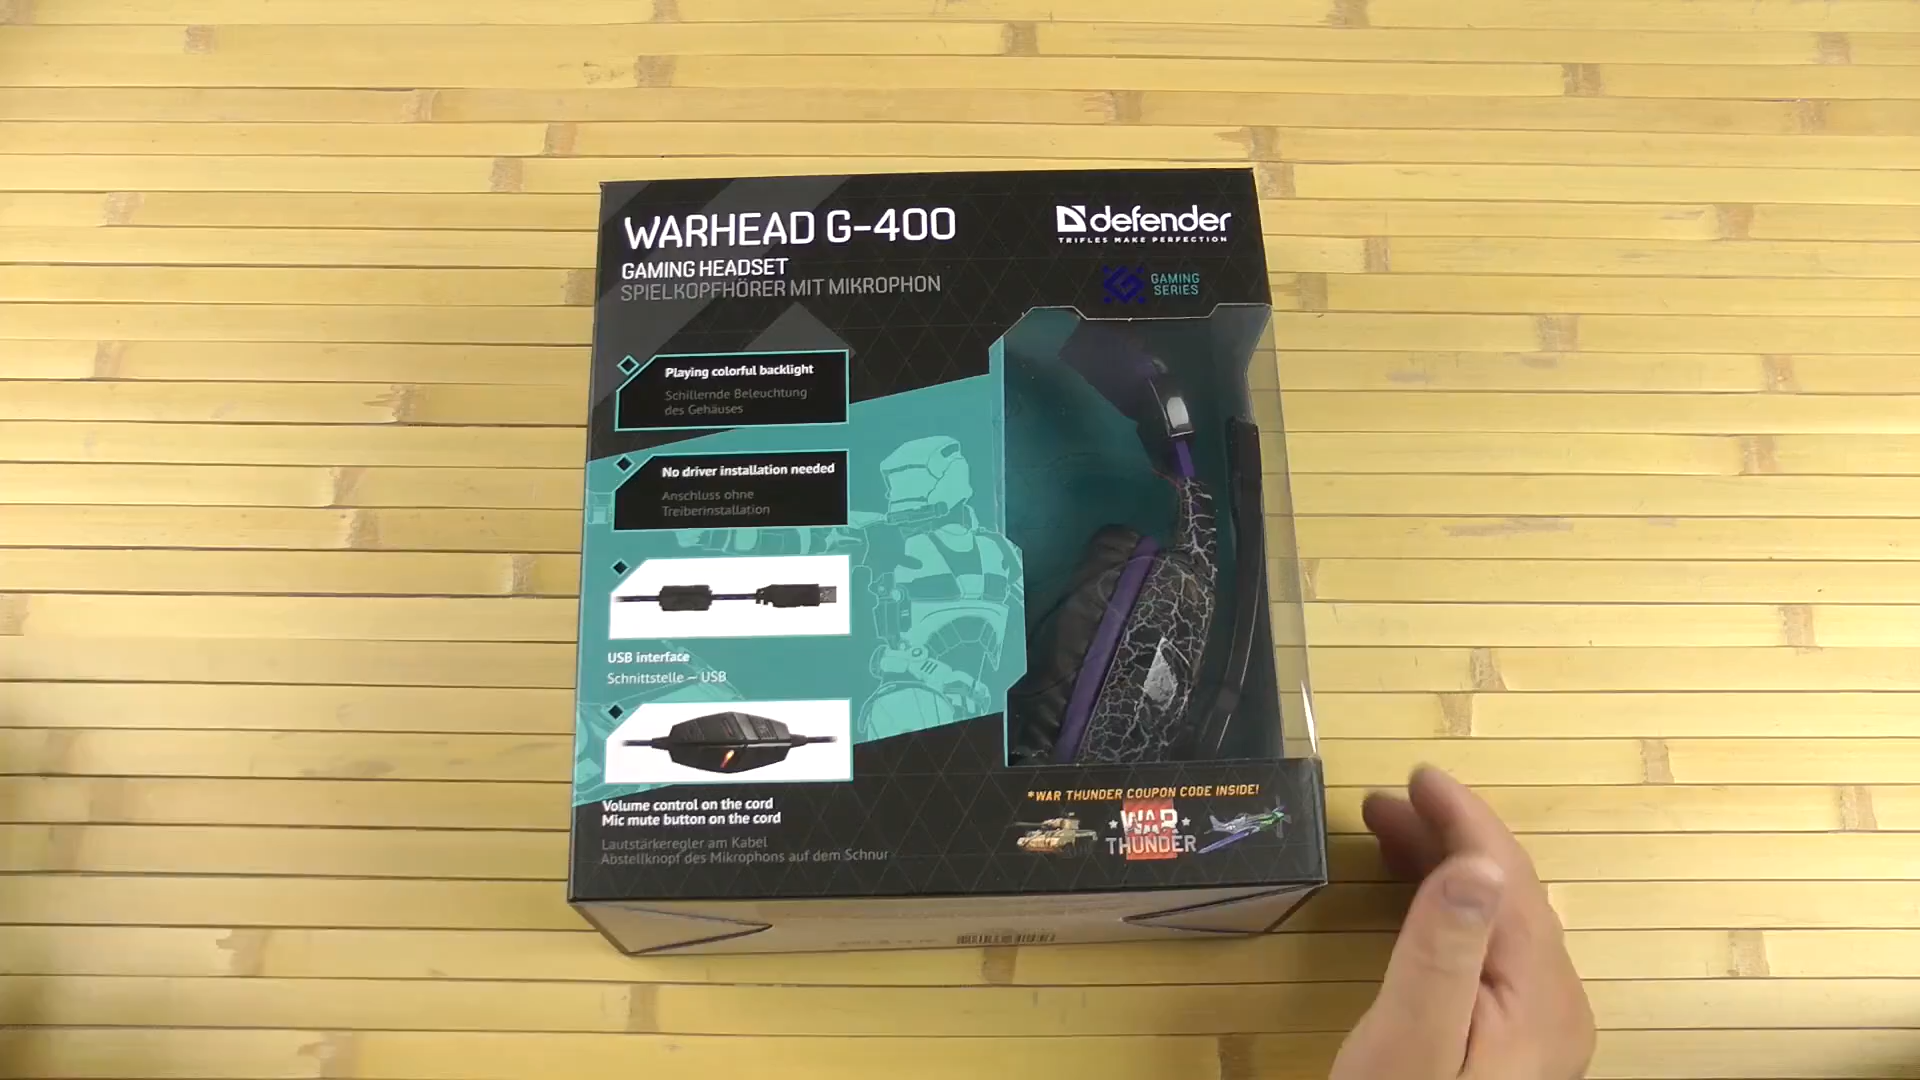 WARHEAD G-400
defender
TRIFLES MAKE PERFECTION
GAMING HEADSET
SPIELKOPFHÖRER MIT MIKROPHON
GAMING
SERIES
Playing colorful backlight
Schillernde Beleuchtung
des Gehäuses
No driver installation needed
Anschluss ohne
Treiberinstallation
USB interface
Schnittstelle – USB
Volume control on the cord
Mic mute button on the cord
Lautstärkeregler am Kabel
Abstellknopf des Mikrophons auf dem Schnur
*WAR THUNDER COUPON CODE INSIDE!
WAR
THUNDER